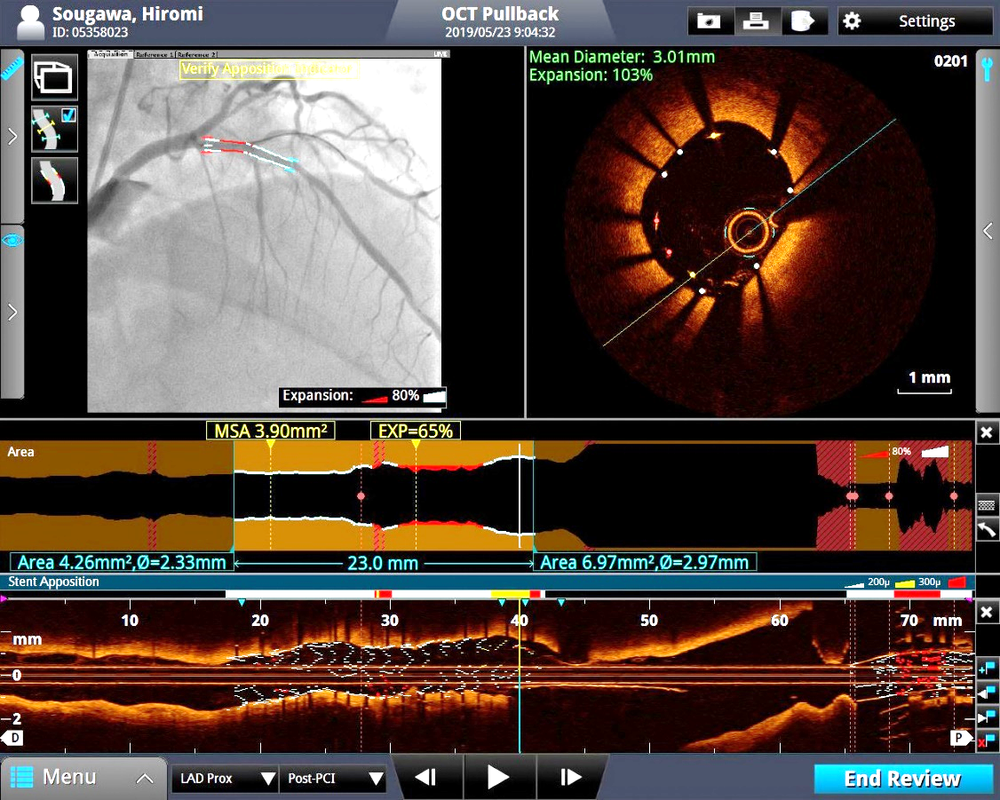 Sougawa, Hiromi
ID: 05358023
OCT Pullback
2019/05/23 9:04:32
Settings
Acquisition
Reference 1
Reference 2
LIVE
Verify Apposition Indicator
Expansion: 80%
Mean Diameter: 3.01mm
Expansion: 103%
0201
1 mm
MSA 3.90mm²
EXP=65%
Area
80%
Area 4.26mm²,Ø=2.33mm
23.0 mm
Area 6.97mm²,Ø=2.97mm
Stent Apposition
200µ
300µ
10
20
30
40
50
60
70
mm
mm
0
2
D
P
Menu
LAD Prox
Post-PCI
End Review